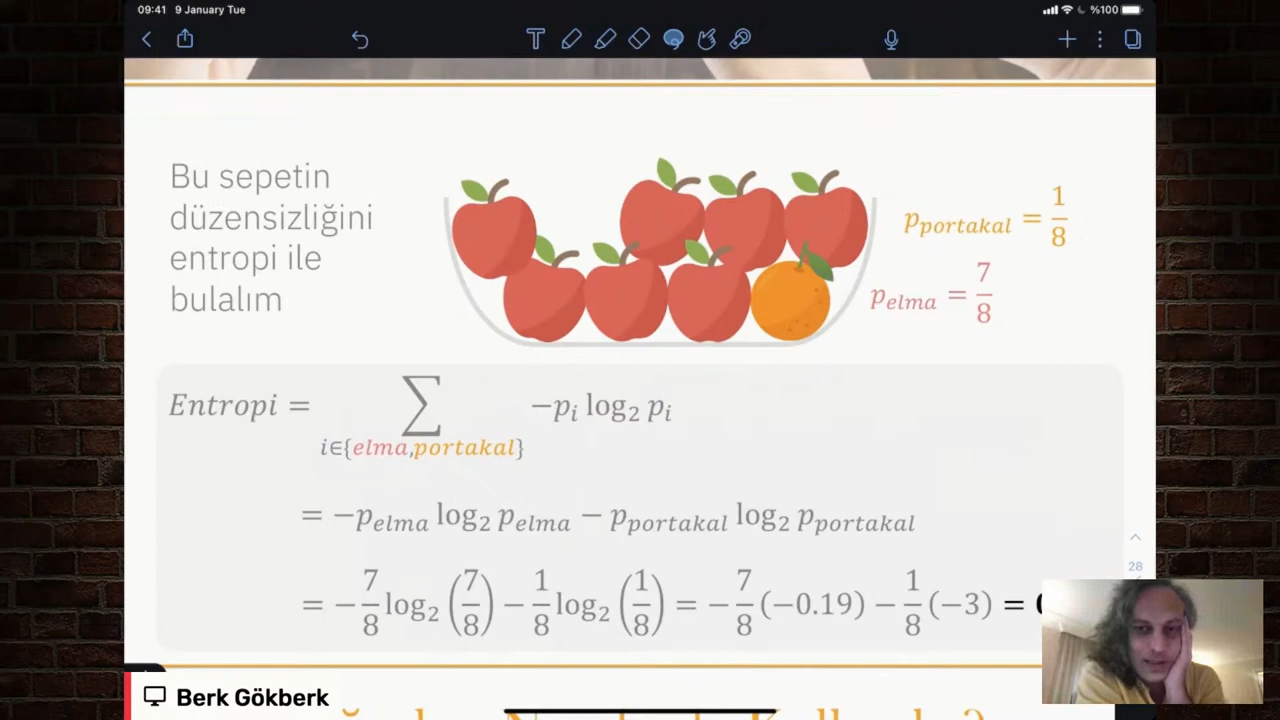 09:41 9 January Tue
%100
Bu sepetin
düzensizliğini
entropi ile
bulalım
p_portakal = 1/8
p_elma = 7/8
Entropi = ∑ i∈{elma,portakal} −p_i log₂ p_i
= −p_elma log₂ p_elma − p_portakal log₂ p_portakal
= −7/8 log₂ (7/8) − 1/8 log₂ (1/8) = −7/8 (−0.19) − 1/8 (−3) =
28
Berk Gökberk